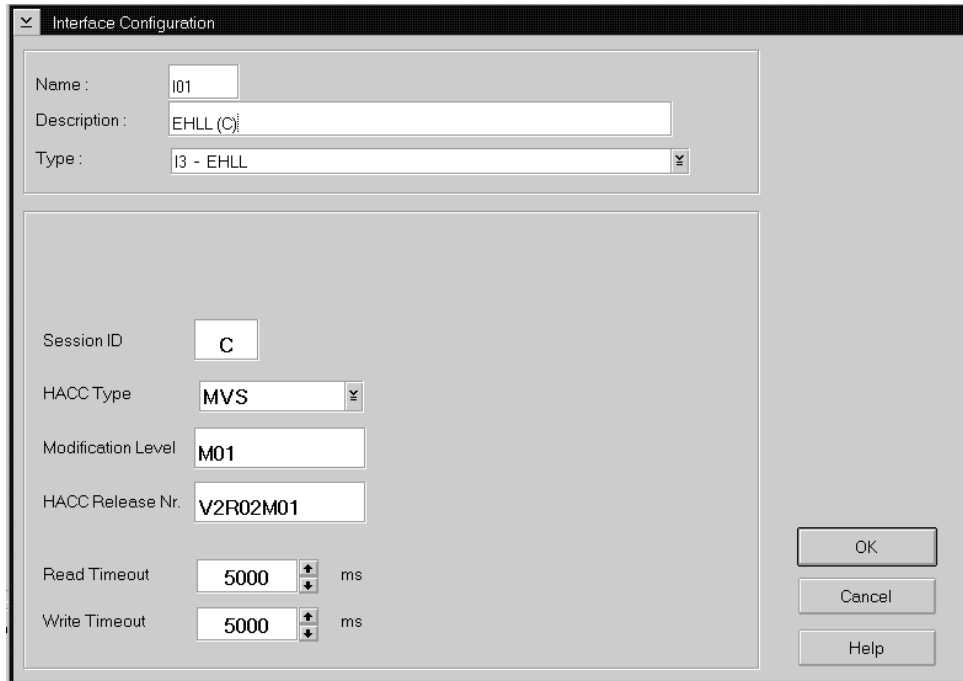 Interface Configuration
Name : I01
Description : EHLL (C)
Type : I3 - EHLL
Session ID C
HACC Type MVS
Modification Level M01
HACC Release Nr. V2R02M01
Read Timeout 5000 ms
Write Timeout 5000 ms
OK
Cancel
Help